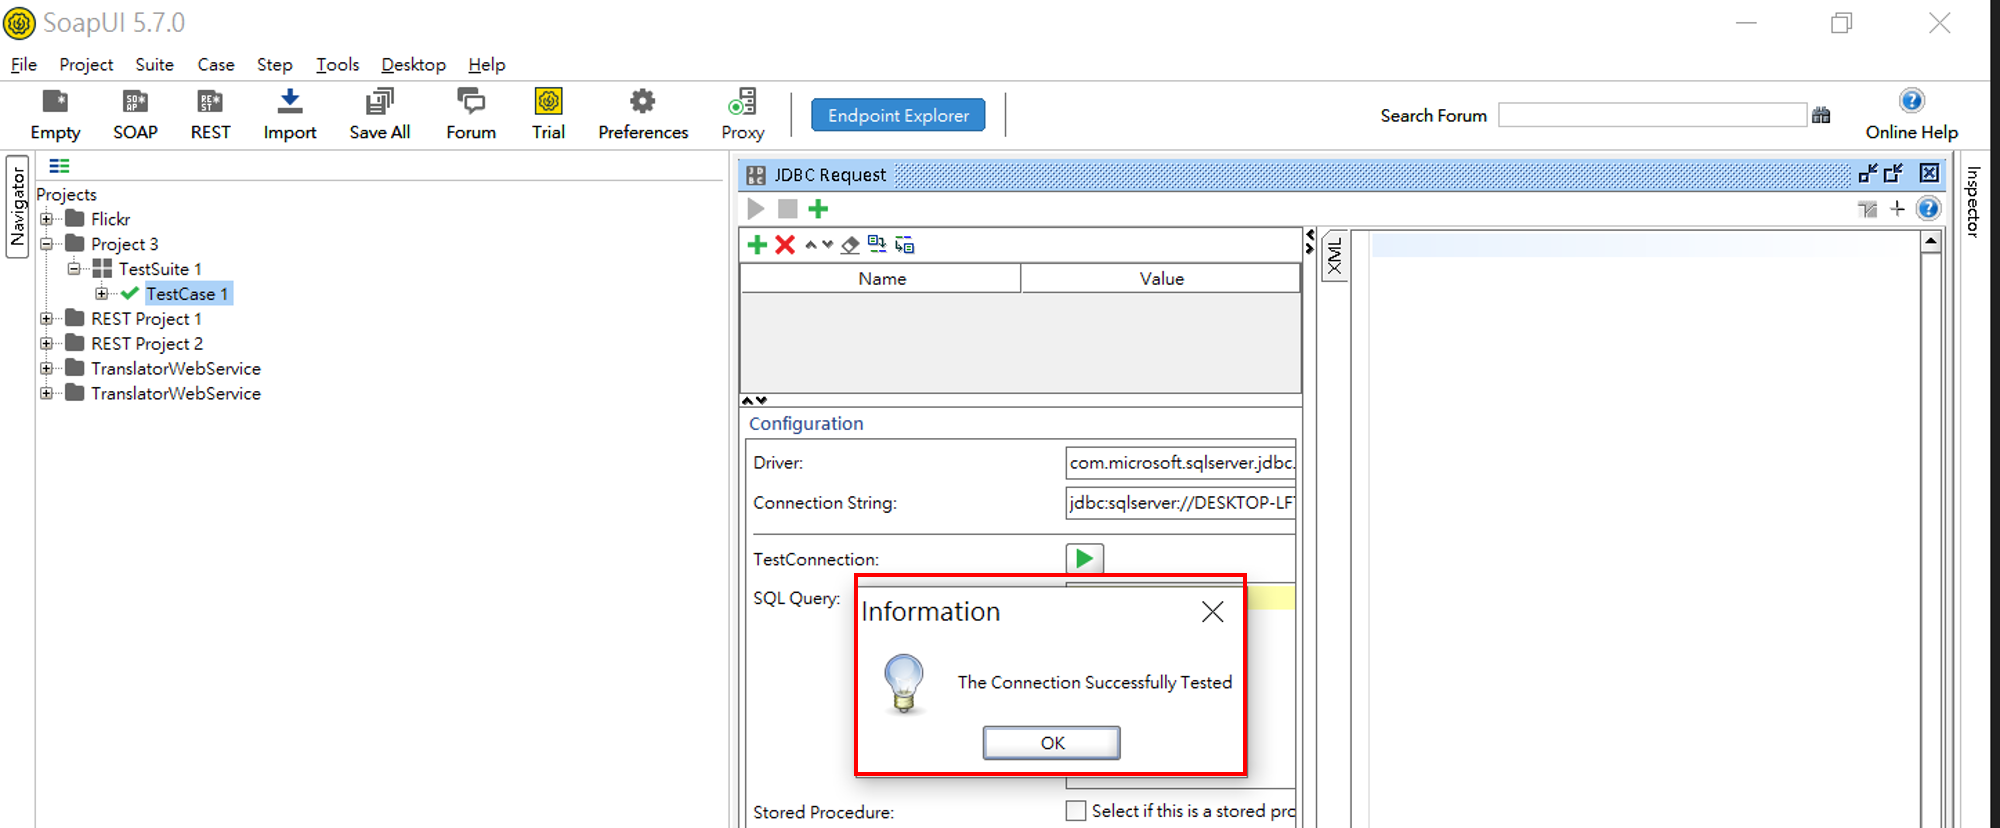 SoapUI 5.7.0
File Project Suite Case Step Tools Desktop Help
Empty SOAP REST Import Save All Forum Trial Preferences Proxy Endpoint Explorer Search Forum Online Help
Navigator
Projects
Flickr
Project 3
TestSuite 1
TestCase 1
REST Project 1
REST Project 2
TranslatorWebService
TranslatorWebService
JDBC Request
Name Value
XML
Inspector
Configuration
Driver: com.microsoft.sqlserver.jdbc.
Connection String: jdbc:sqlserver://DESKTOP-LF
TestConnection:
SQL Query:
Information
The Connection Successfully Tested
OK
Stored Procedure: Select if this is a stored pro